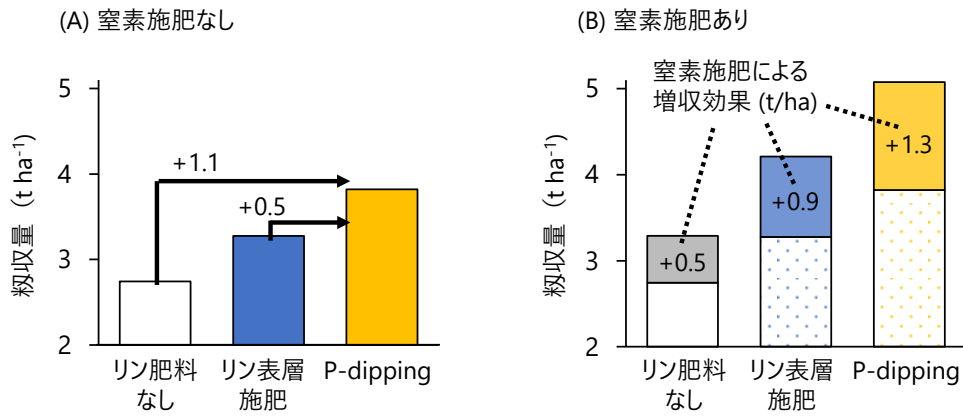 (A) 窒素施肥なし
5
4
3
2
籾収量（t ha-1)
+1.1
+0.5
リン肥料
なし
リン表層
施肥
P-dipping
(B) 窒素施肥あり
窒素施肥による
増収効果 (t/ha)
5
4
3
2
籾収量（t ha-1)
+0.5
+0.9
+1.3
リン肥料
なし
リン表層
施肥
P-dipping